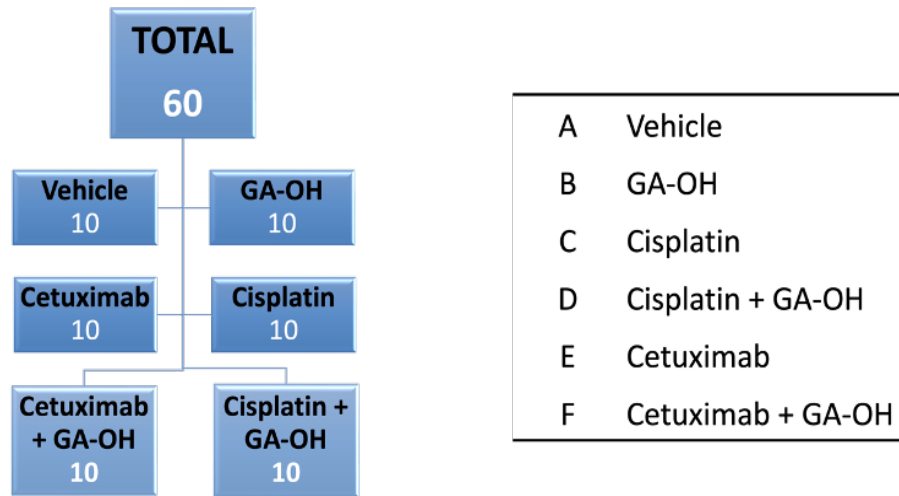 TOTAL
60
Vehicle
10
GA-OH
10
Cetuximab
10
Cisplatin
10
Cetuximab
+ GA-OH
10
Cisplatin +
GA-OH
10
A Vehicle
B GA-OH
C Cisplatin
D Cisplatin + GA-OH
E Cetuximab
F Cetuximab + GA-OH